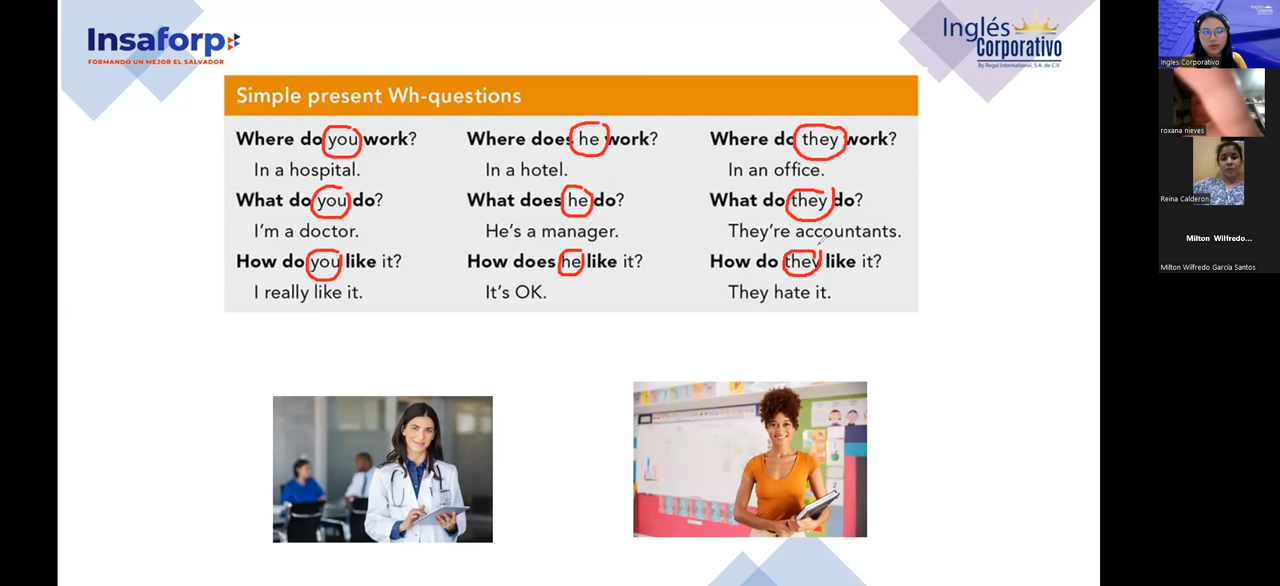 Insaforp
FORMANDO UN MEJOR EL SALVADOR
Inglés
Corporativo
By Regal International, S.A. de C.V.
Simple present Wh-questions
Where do you work?
In a hospital.
What do you do?
I'm a doctor.
How do you like it?
I really like it.
Where does he work?
In a hotel.
What does he do?
He's a manager.
How does he like it?
It's OK.
Where do they work?
In an office.
What do they do?
They're accountants.
How do they like it?
They hate it.
Ingles Corporativo
roxana nieves
Reina Calderon
Milton Wilfredo...
Milton Wilfredo García Santos